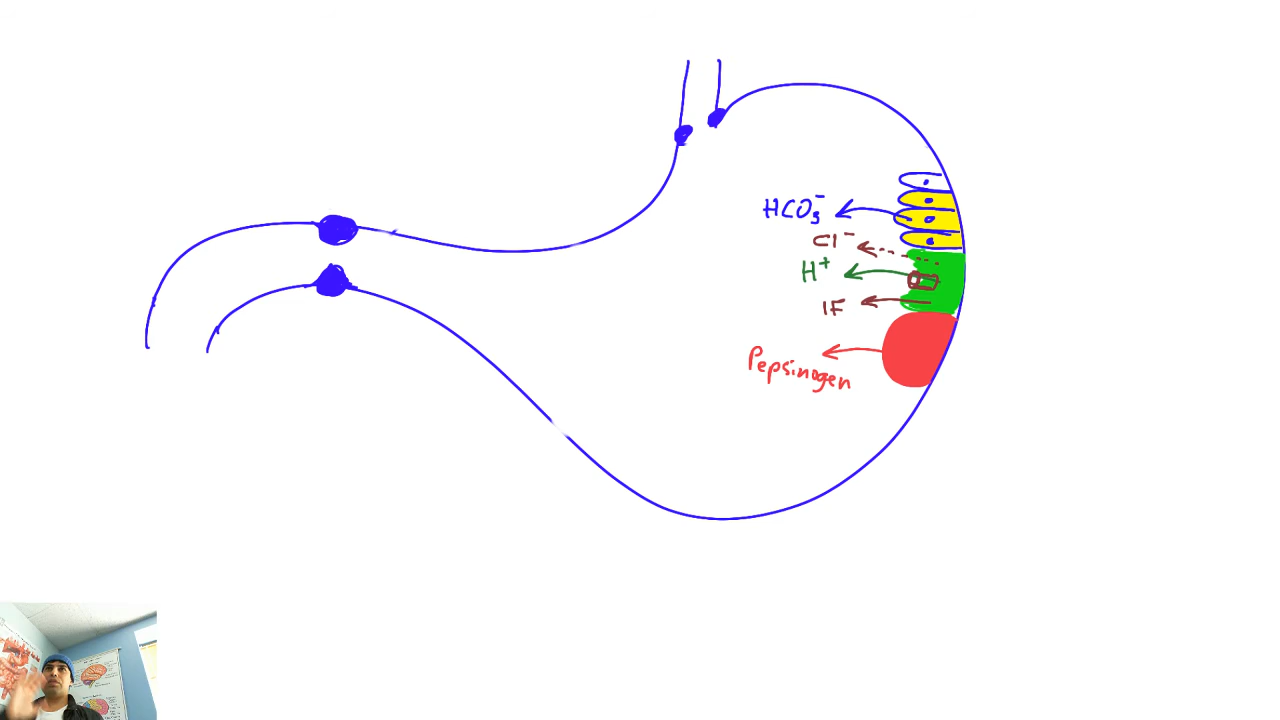 HCO₃⁻
Cl⁻
H⁺
IF
Pepsinogen